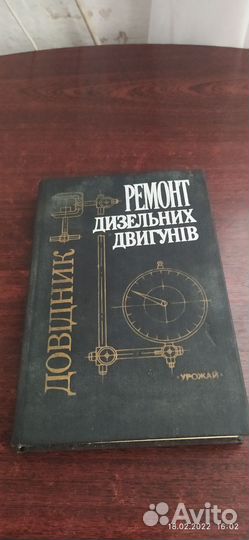 ДОВІДНИК
РЕМОНТ
ДИЗЕЛЬНИХ
ДВИГУНІВ
·УРОЖАЙ·
Avito
18.02.2022 16:02